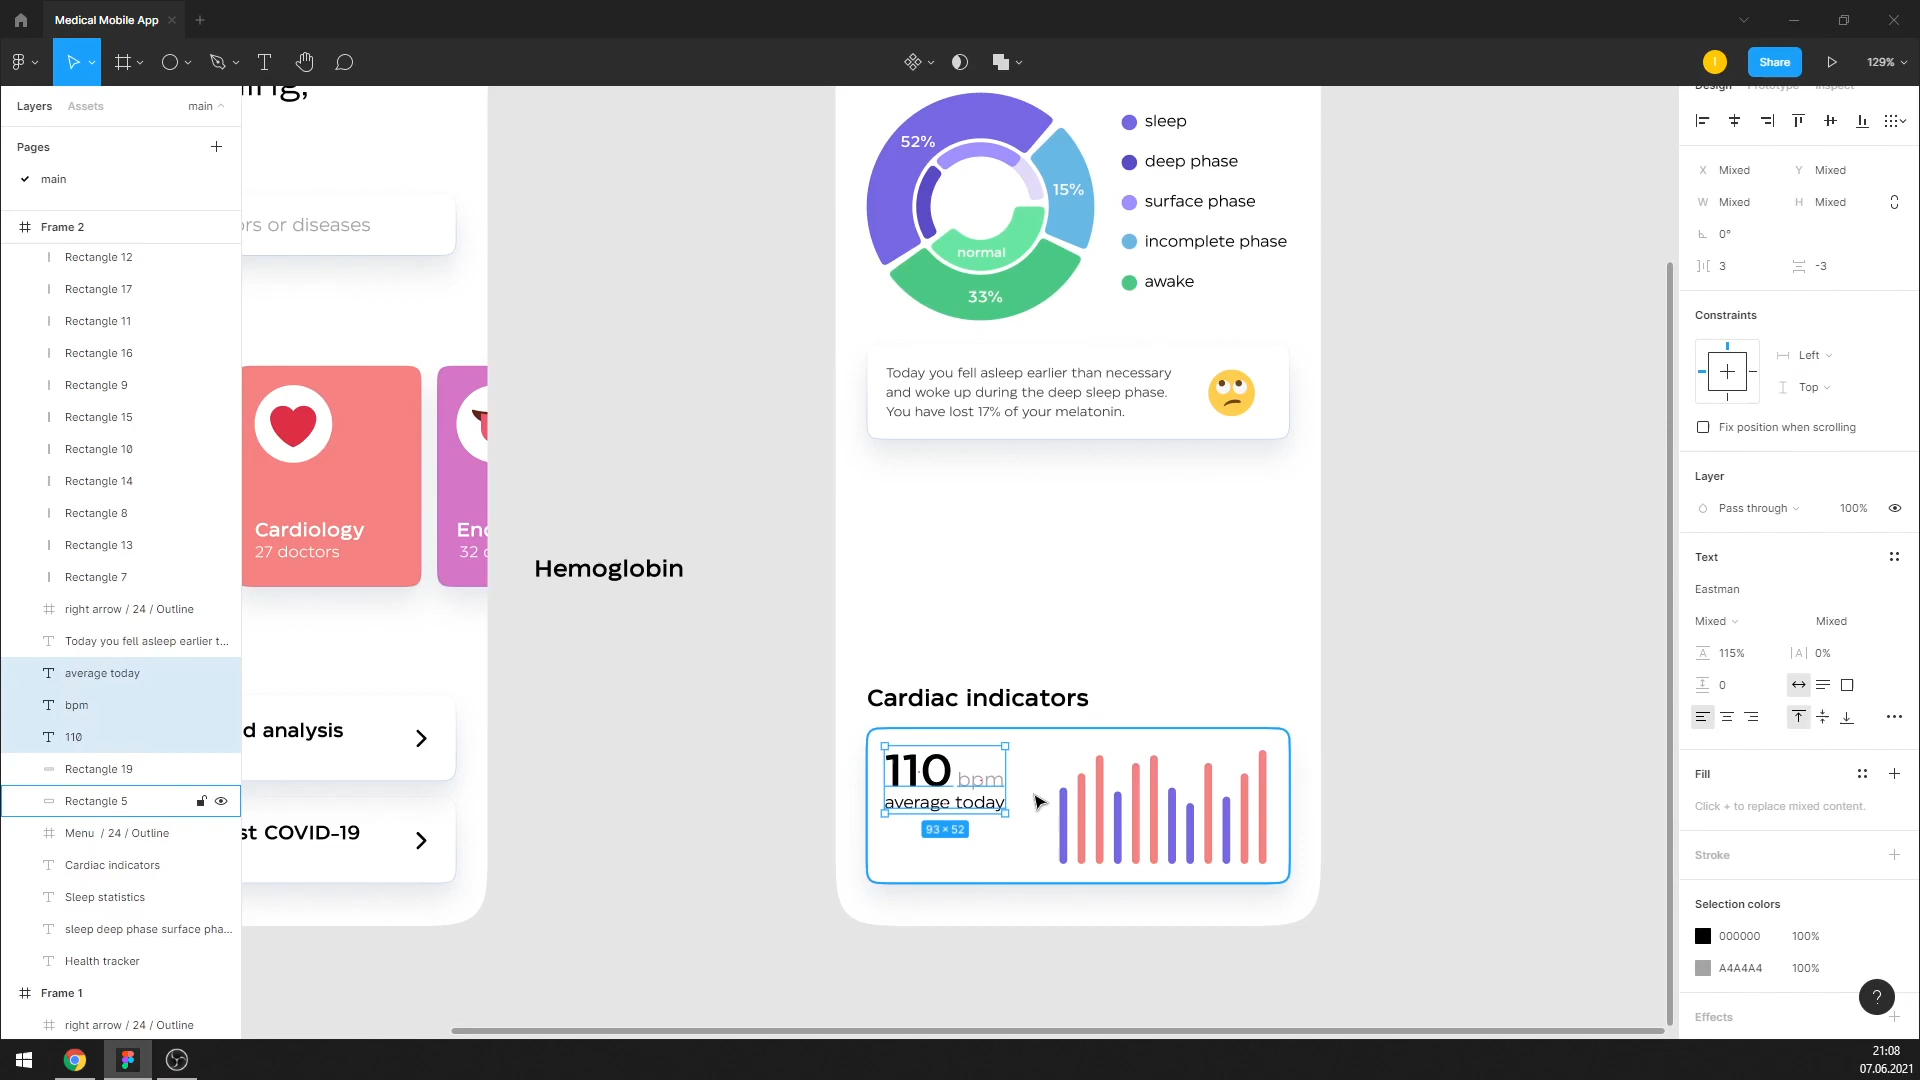 Medical Mobile App
Share
129%
Layers
Assets
main
Pages
main
Frame 2
Rectangle 12
Rectangle 17
Rectangle 11
Rectangle 16
Rectangle 9
Rectangle 15
Rectangle 10
Rectangle 14
Rectangle 8
Rectangle 13
Rectangle 7
right arrow / 24 / Outline
Today you fell asleep earlier t...
average today
bpm
110
Rectangle 19
Rectangle 5
Menu / 24 / Outline
Cardiac indicators
Sleep statistics
sleep deep phase surface pha...
Health tracker
Frame 1
right arrow / 24 / Outline
ors or diseases
Cardiology
27 doctors
32
Hemoglobin
d analysis
st COVID-19
52%
15%
normal
33%
sleep
deep phase
surface phase
incomplete phase
awake
Today you fell asleep earlier than necessary
and woke up during the deep sleep phase.
You have lost 17% of your melatonin.
Cardiac indicators
110 bpm
average today
93 × 52
Design Prototype Inspect
X Mixed Y Mixed
W Mixed H Mixed
0°
3 -3
Constraints
Left
Top
Fix position when scrolling
Layer
Pass through 100%
Text
Eastman
Mixed Mixed
A 115% |A| 0%
0
Fill
Click + to replace mixed content.
Stroke
Selection colors
000000 100%
A4A4A4 100%
Effects
?
21:08
07.06.2021